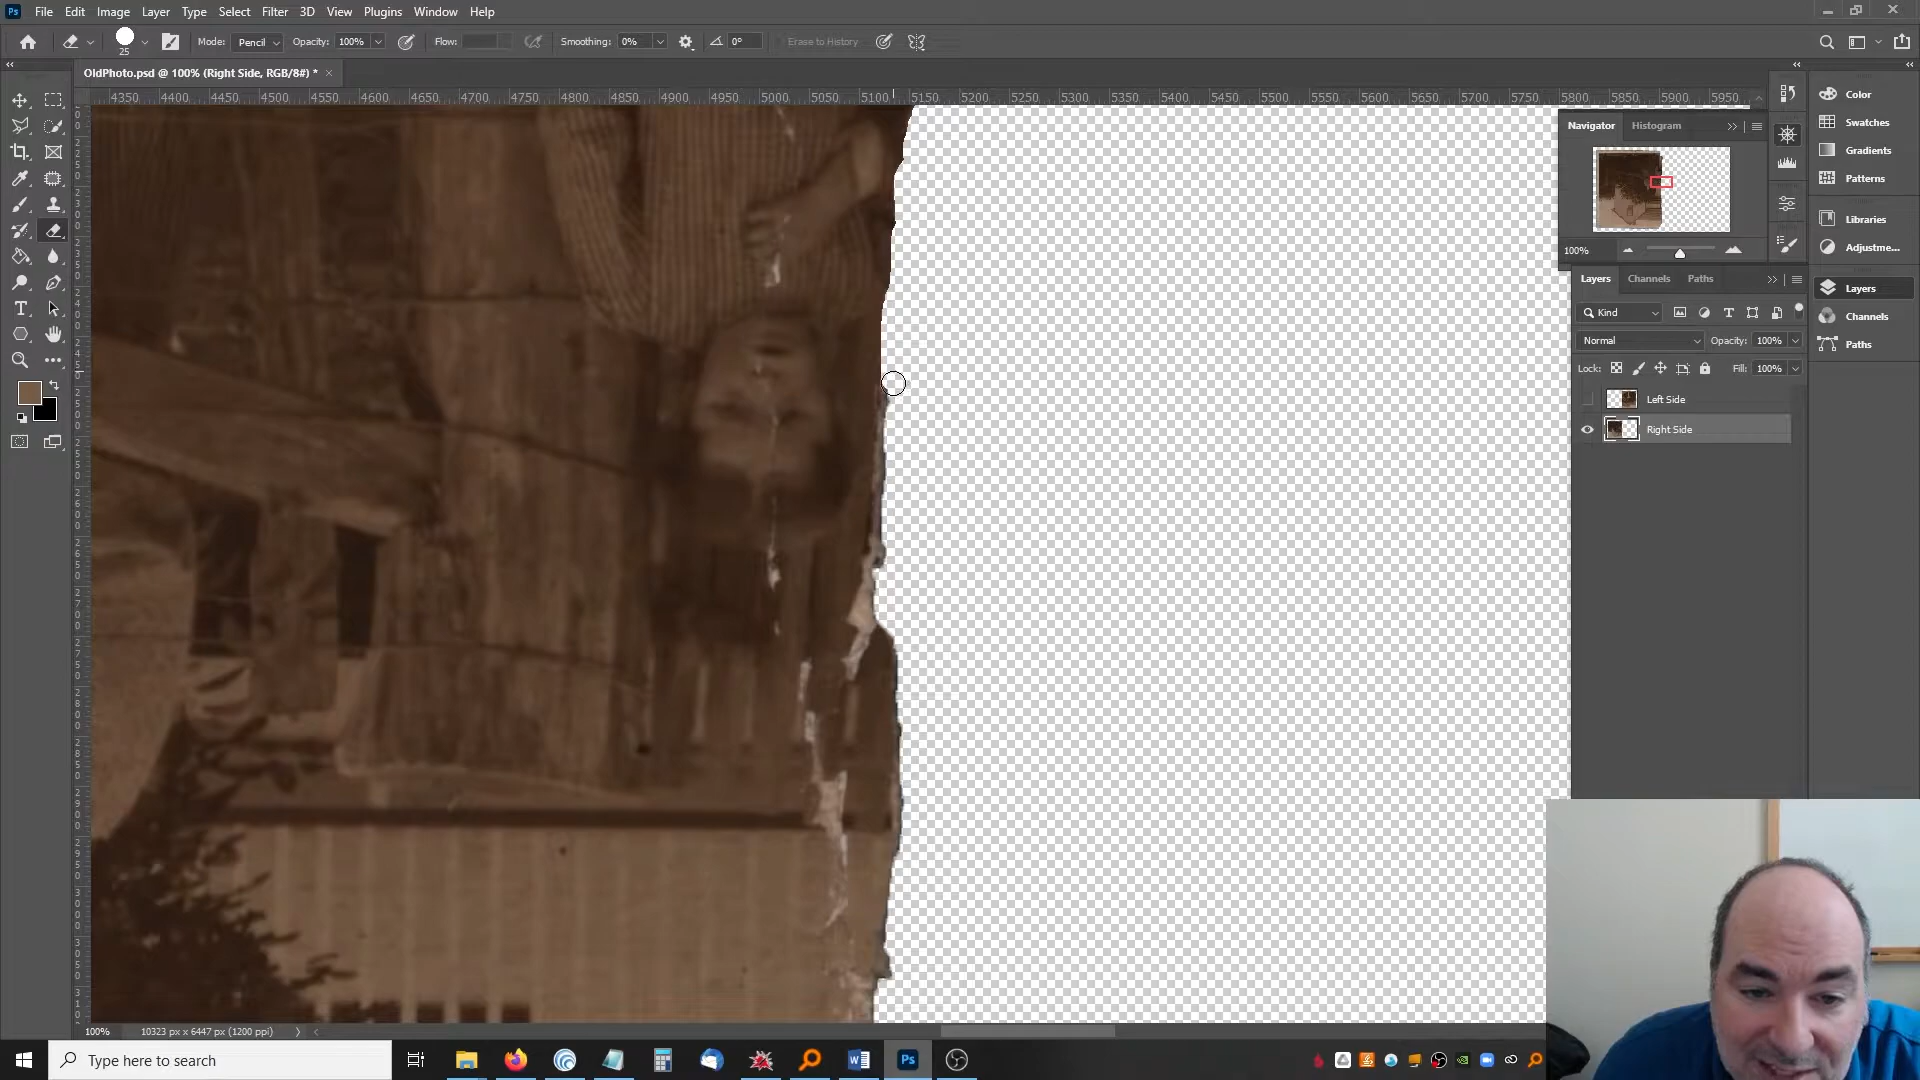 Ps File Edit Image Layer Type Select Filter 3D View Plugins Window Help
25 Mode: Pencil Opacity: 100% Flow: Smoothing: 0% 0° Erase to History
OldPhoto.psd @ 100% (Right Side, RGB/8#) * ×
4350 4400 4450 4500 4550 4600 4650 4700 4750 4800 4850 4900 4950 5000 5050 5100 5150 5200 5250 5300 5350 5400 5450 5500 5550 5600 5650 5700 5750 5800 5850 5900 5950
Navigator Histogram
100%
Layers Channels Paths
Kind
Normal Opacity: 100%
Lock: Fill: 100%
Left Side
Right Side
Color
Swatches
Gradients
Patterns
Libraries
Adjustme...
Layers
Channels
Paths
100% 10323 px x 6447 px (1200 ppi)
Type here to search